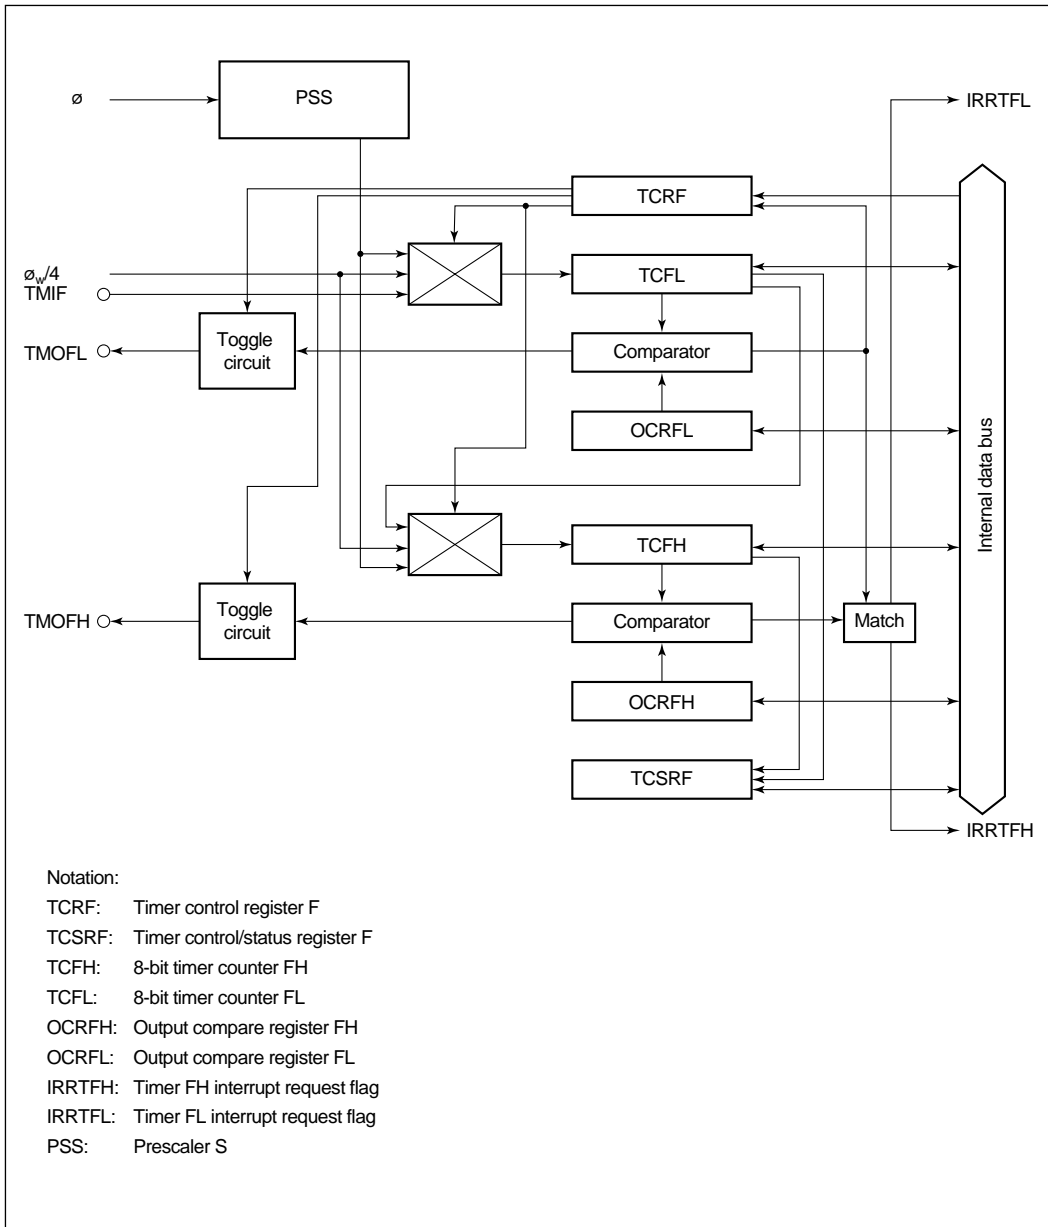 ø
PSS
IRRTFL
TCRF
ø_w/4
TMIF
TCFL
TMOFL
Toggle
circuit
Comparator
OCRFL
Internal data bus
TCFH
TMOFH
Toggle
circuit
Comparator
Match
OCRFH
TCSRF
IRRTFH
Notation:
TCRF: Timer control register F
TCSRF: Timer control/status register F
TCFH: 8-bit timer counter FH
TCFL: 8-bit timer counter FL
OCRFH: Output compare register FH
OCRFL: Output compare register FL
IRRTFH: Timer FH interrupt request flag
IRRTFL: Timer FL interrupt request flag
PSS: Prescaler S